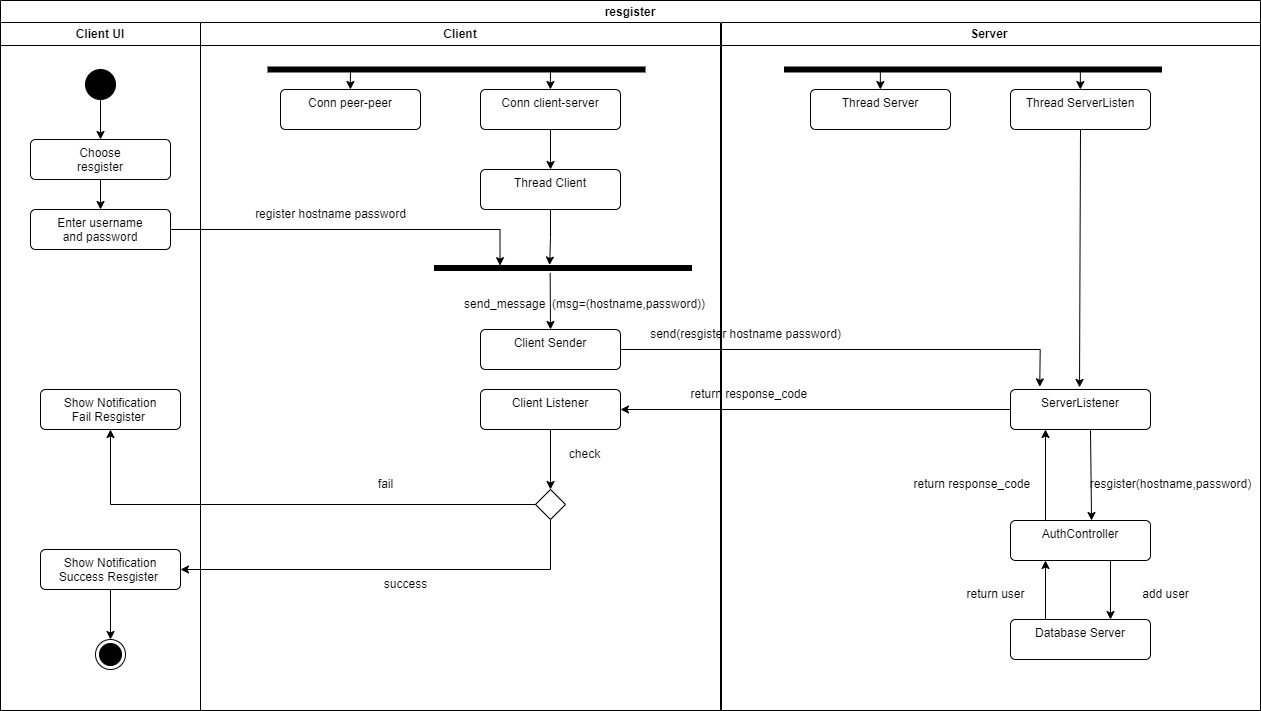 resgister
Client UI
Client
Server
Conn peer-peer
Conn client-server
Thread Server
Thread ServerListen
Choose
resgister
Thread Client
Enter username
and password
register hostname password
send_message (msg=(hostname,password))
Client Sender
send(resgister hostname password)
Show Notification
Fail Resgister
Client Listener
return response_code
ServerListener
check
fail
return response_code
resgister(hostname,password)
AuthController
Show Notification
Success Resgister
success
return user
add user
Database Server